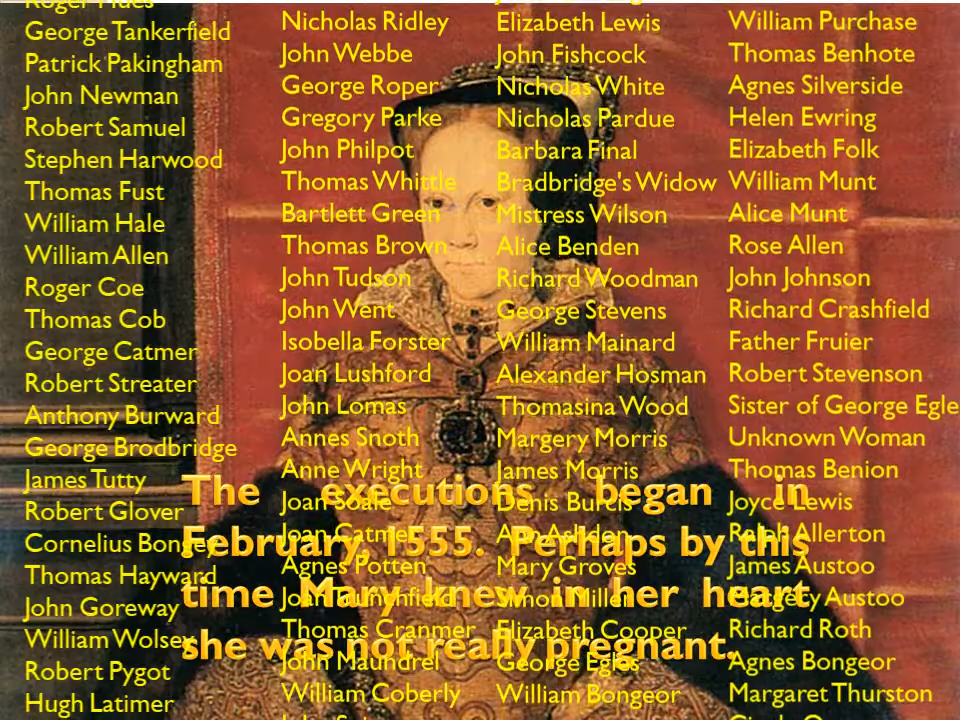 George Tankerfield
Patrick Pakingham
John Newman
Robert Samuel
Stephen Harwood
Thomas Fust
William Hale
William Allen
Roger Coe
Thomas Cob
George Catmer
Robert Streater
Anthony Burward
George Brodbridge
James Tutty
Robert Glover
Cornelius Bongey
Thomas Hayward
John Goreway
William Wolsey
Robert Pygot
Hugh Latimer
Nicholas Ridley
John Webbe
George Roper
Gregory Parke
John Philpot
Thomas Whittle
Bartlett Green
Thomas Brown
John Tudson
John Went
Isobella Forster
Joan Lushford
John Lomas
Annes Snoth
Anne Wright
Joan Soale
Joan Catmer
Agnes Potten
Thomas Cranmer
John Maundrel
William Coberly
Elizabeth Lewis
John Fishcock
Nicholas White
Nicholas Pardue
Barbara Final
Bradbridge's Widow
Mistress Wilson
Alice Benden
Richard Woodman
George Stevens
William Mainard
Alexander Hosman
Thomasina Wood
Margery Morris
James Morris
Denis Burcis
Ann Ashdon
Mary Groves
Simon Miller
Elizabeth Cooper
George Egles
William Bongeor
William Purchase
Thomas Benhote
Agnes Silverside
Helen Ewring
Elizabeth Folk
William Munt
Alice Munt
Rose Allen
John Johnson
Richard Crashfield
Father Fruier
Robert Stevenson
Sister of George Egle
Unknown Woman
Thomas Benion
Joyce Lewis
Ralph Allerton
James Austoo
Margery Austoo
Richard Roth
Agnes Bongeor
Margaret Thurston
The executions began in
February, 1555. Perhaps by this
time Mary knew in her heart
she was not really pregnant.